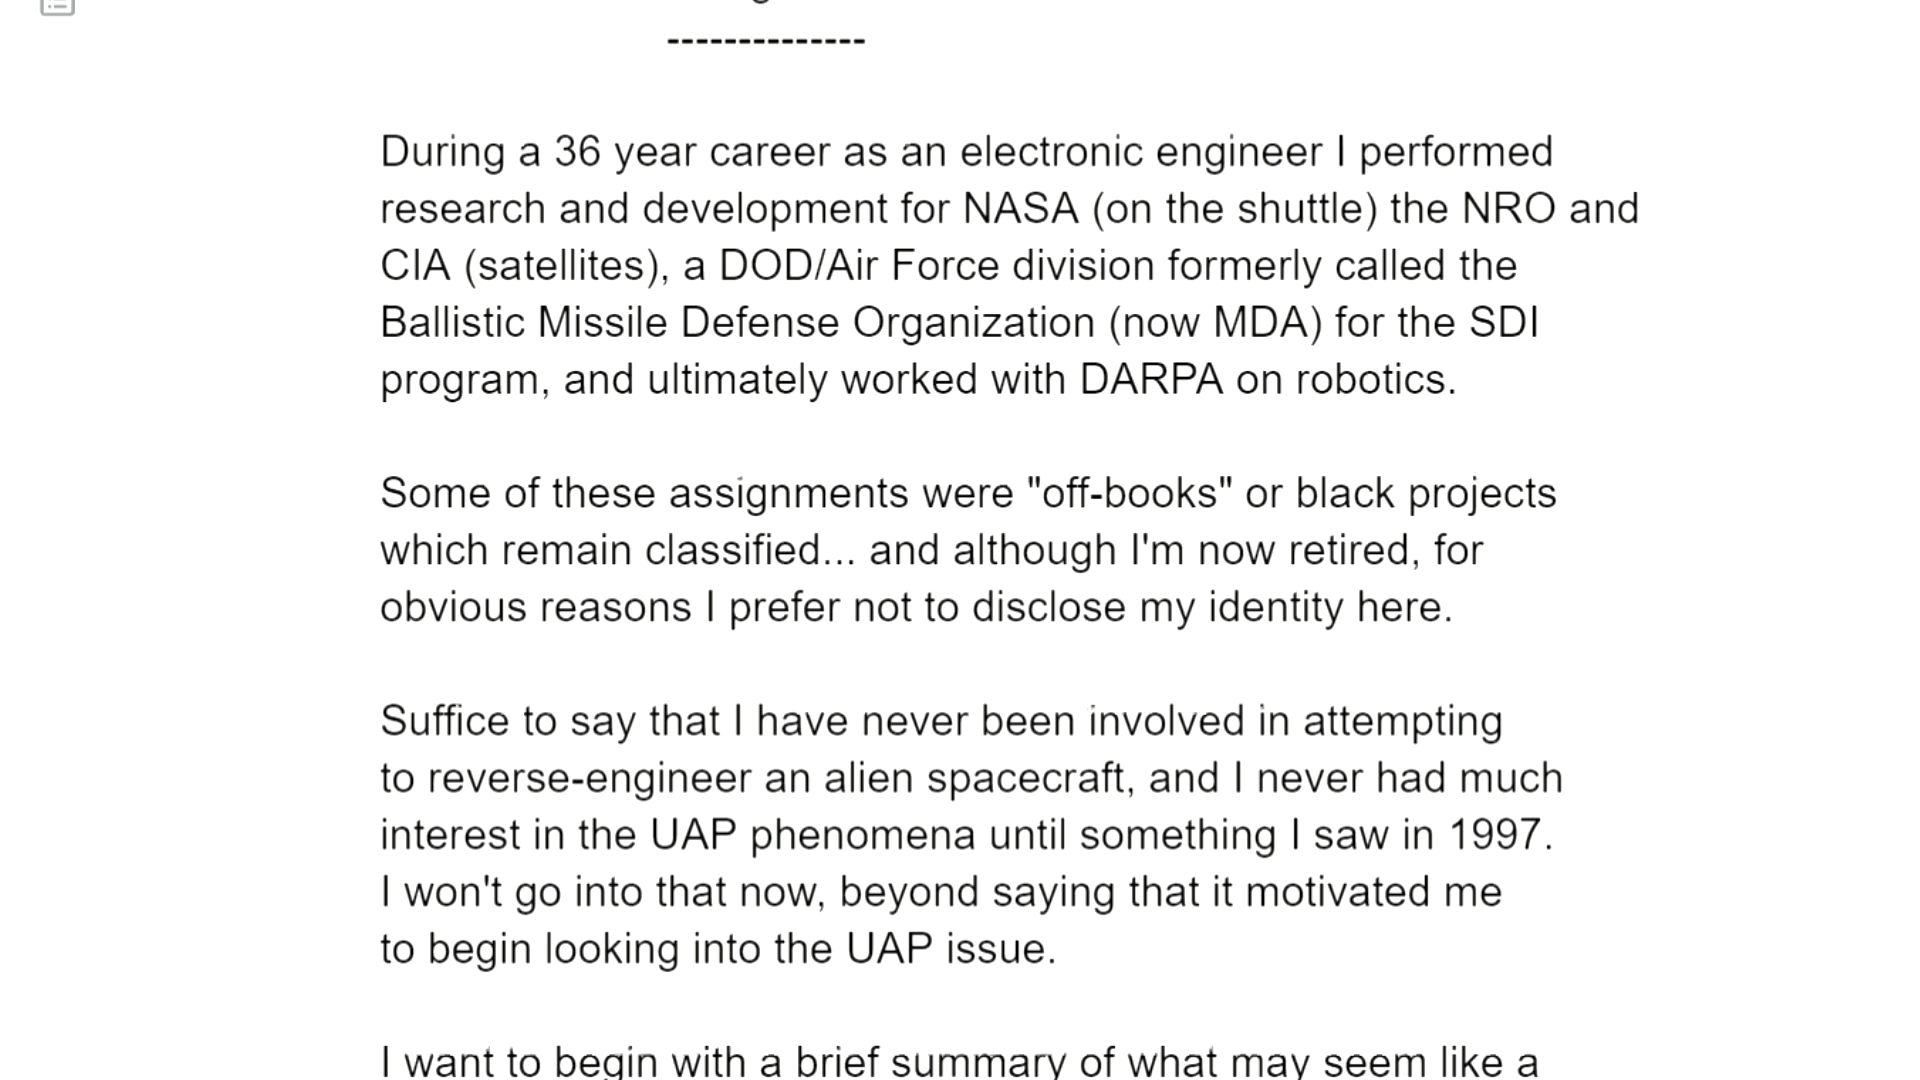 --------------
During a 36 year career as an electronic engineer I performed
research and development for NASA (on the shuttle) the NRO and
CIA (satellites), a DOD/Air Force division formerly called the
Ballistic Missile Defense Organization (now MDA) for the SDI
program, and ultimately worked with DARPA on robotics.
Some of these assignments were "off-books" or black projects
which remain classified... and although I'm now retired, for
obvious reasons I prefer not to disclose my identity here.
Suffice to say that I have never been involved in attempting
to reverse-engineer an alien spacecraft, and I never had much
interest in the UAP phenomena until something I saw in 1997.
I won't go into that now, beyond saying that it motivated me
to begin looking into the UAP issue.
I want to begin with a brief summary of what may seem like a